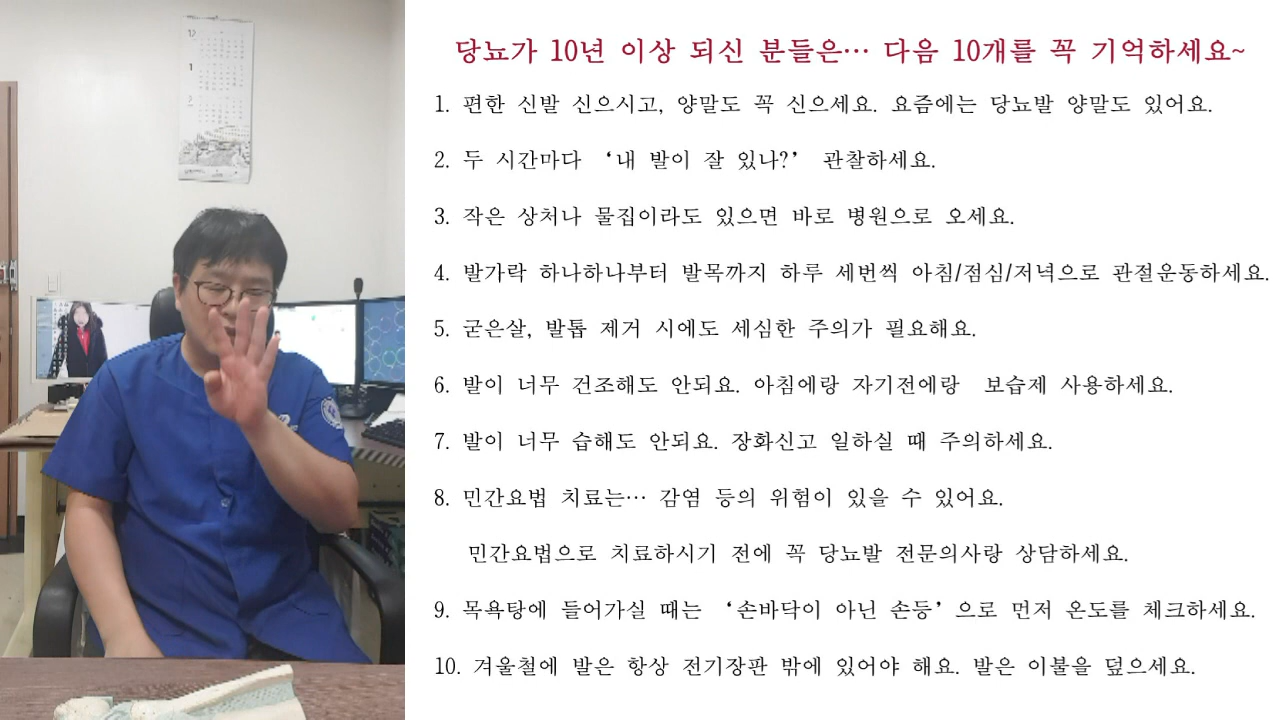 당뇨가 10년 이상 되신 분들은… 다음 10개를 꼭 기억하세요~
1. 편한 신발 신으시고, 양말도 꼭 신으세요. 요즘에는 당뇨발 양말도 있어요.
2. 두 시간마다 ‘내 발이 잘 있나?’ 관찰하세요.
3. 작은 상처나 물집이라도 있으면 바로 병원으로 오세요.
4. 발가락 하나하나부터 발목까지 하루 세번씩 아침/점심/저녁으로 관절운동하세요.
5. 굳은살, 발톱 제거 시에도 세심한 주의가 필요해요.
6. 발이 너무 건조해도 안되요. 아침에랑 자기전에랑 보습제 사용하세요.
7. 발이 너무 습해도 안되요. 장화신고 일하실 때 주의하세요.
8. 민간요법 치료는… 감염 등의 위험이 있을 수 있어요.
민간요법으로 치료하시기 전에 꼭 당뇨발 전문의사랑 상담하세요.
9. 목욕탕에 들어가실 때는 ‘손바닥이 아닌 손등’으로 먼저 온도를 체크하세요.
10. 겨울철에 발은 항상 전기장판 밖에 있어야 해요. 발은 이불을 덮으세요.